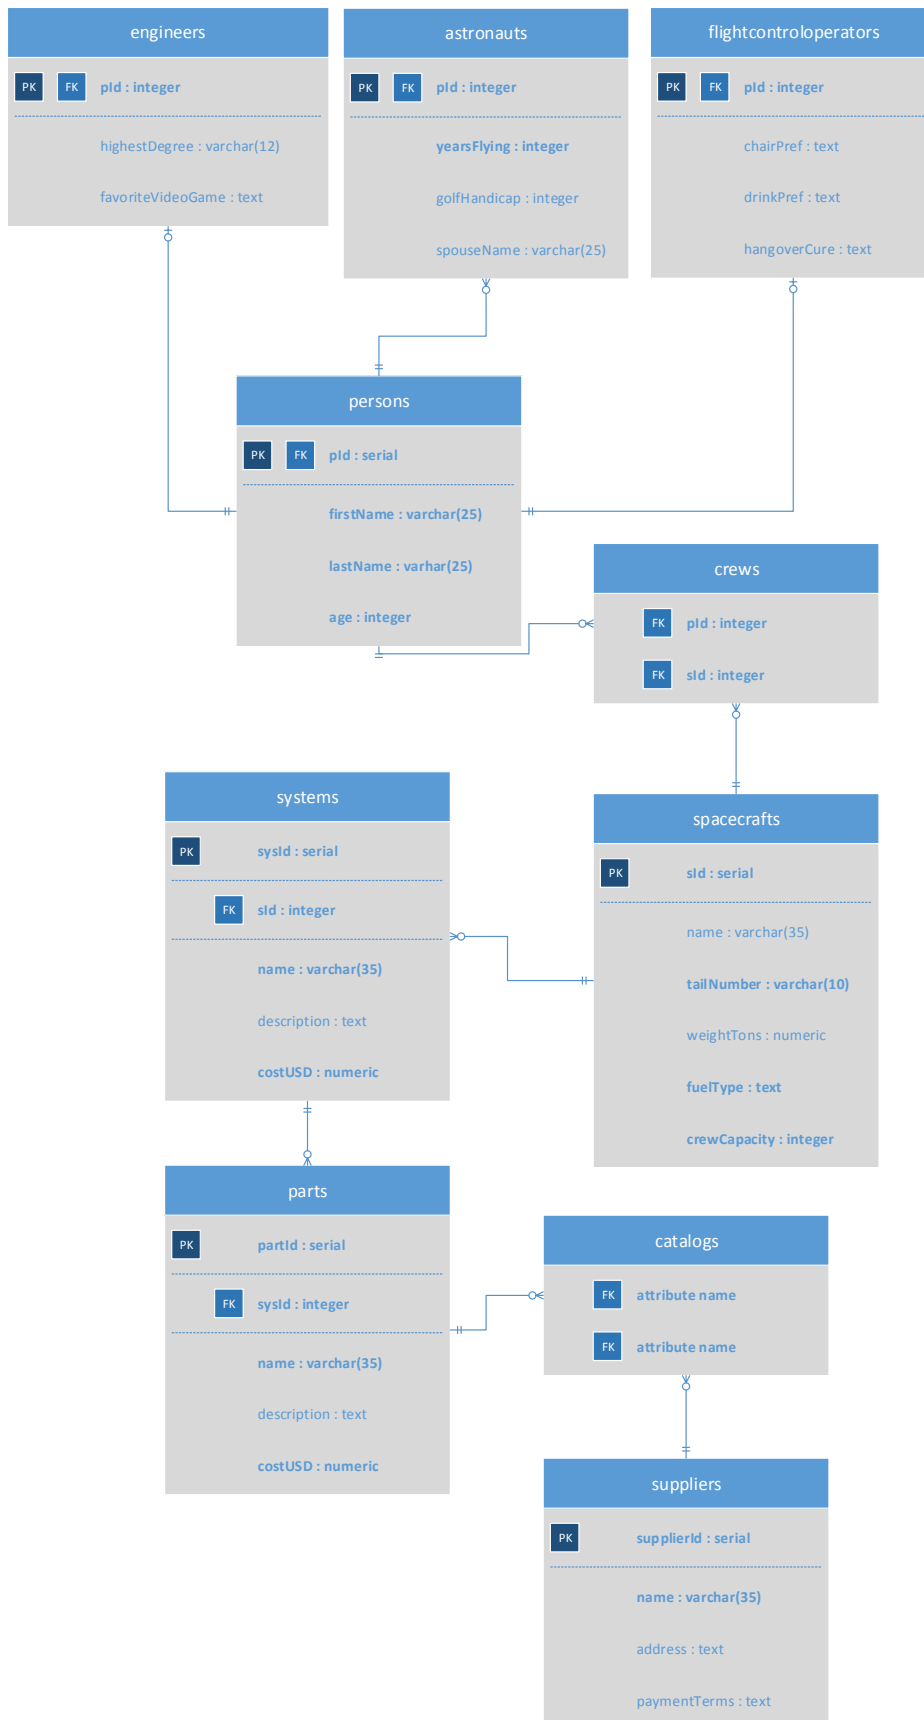 engineers
PK FK pId : integer
highestDegree : varchar(12)
favoriteVideoGame : text
astronauts
PK FK pId : integer
yearsFlying : integer
golfHandicap : integer
spouseName : varchar(25)
flightcontroloperators
PK FK pId : integer
chairPref : text
drinkPref : text
hangoverCure : text
persons
PK FK pId : serial
firstName : varchar(25)
lastName : varhar(25)
age : integer
crews
FK pId : integer
FK sId : integer
systems
PK sysId : serial
FK sId : integer
name : varchar(35)
description : text
costUSD : numeric
spacecrafts
PK sId : serial
name : varchar(35)
tailNumber : varchar(10)
weightTons : numeric
fuelType : text
crewCapacity : integer
parts
PK partId : serial
FK sysId : integer
name : varchar(35)
description : text
costUSD : numeric
catalogs
FK attribute name
FK attribute name
suppliers
PK supplierId : serial
name : varchar(35)
address : text
paymentTerms : text